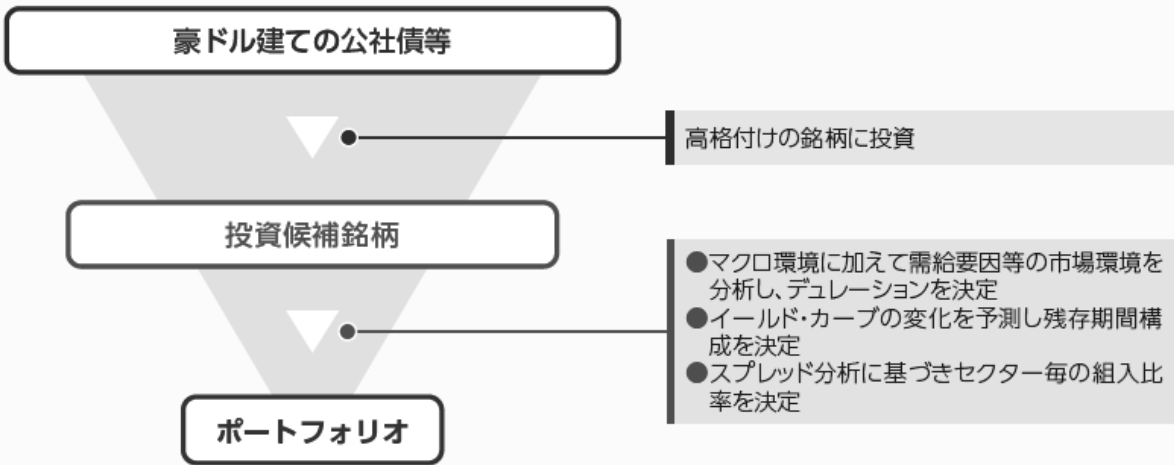 豪ドル建ての公社債等
高格付けの銘柄に投資
投資候補銘柄
●マクロ環境に加えて需給要因等の市場環境を
分析し、デュレーションを決定
●イールド・カーブの変化を予測し残存期間構
成を決定
●スプレッド分析に基づきセクター毎の組入比
率を決定
ポートフォリオ